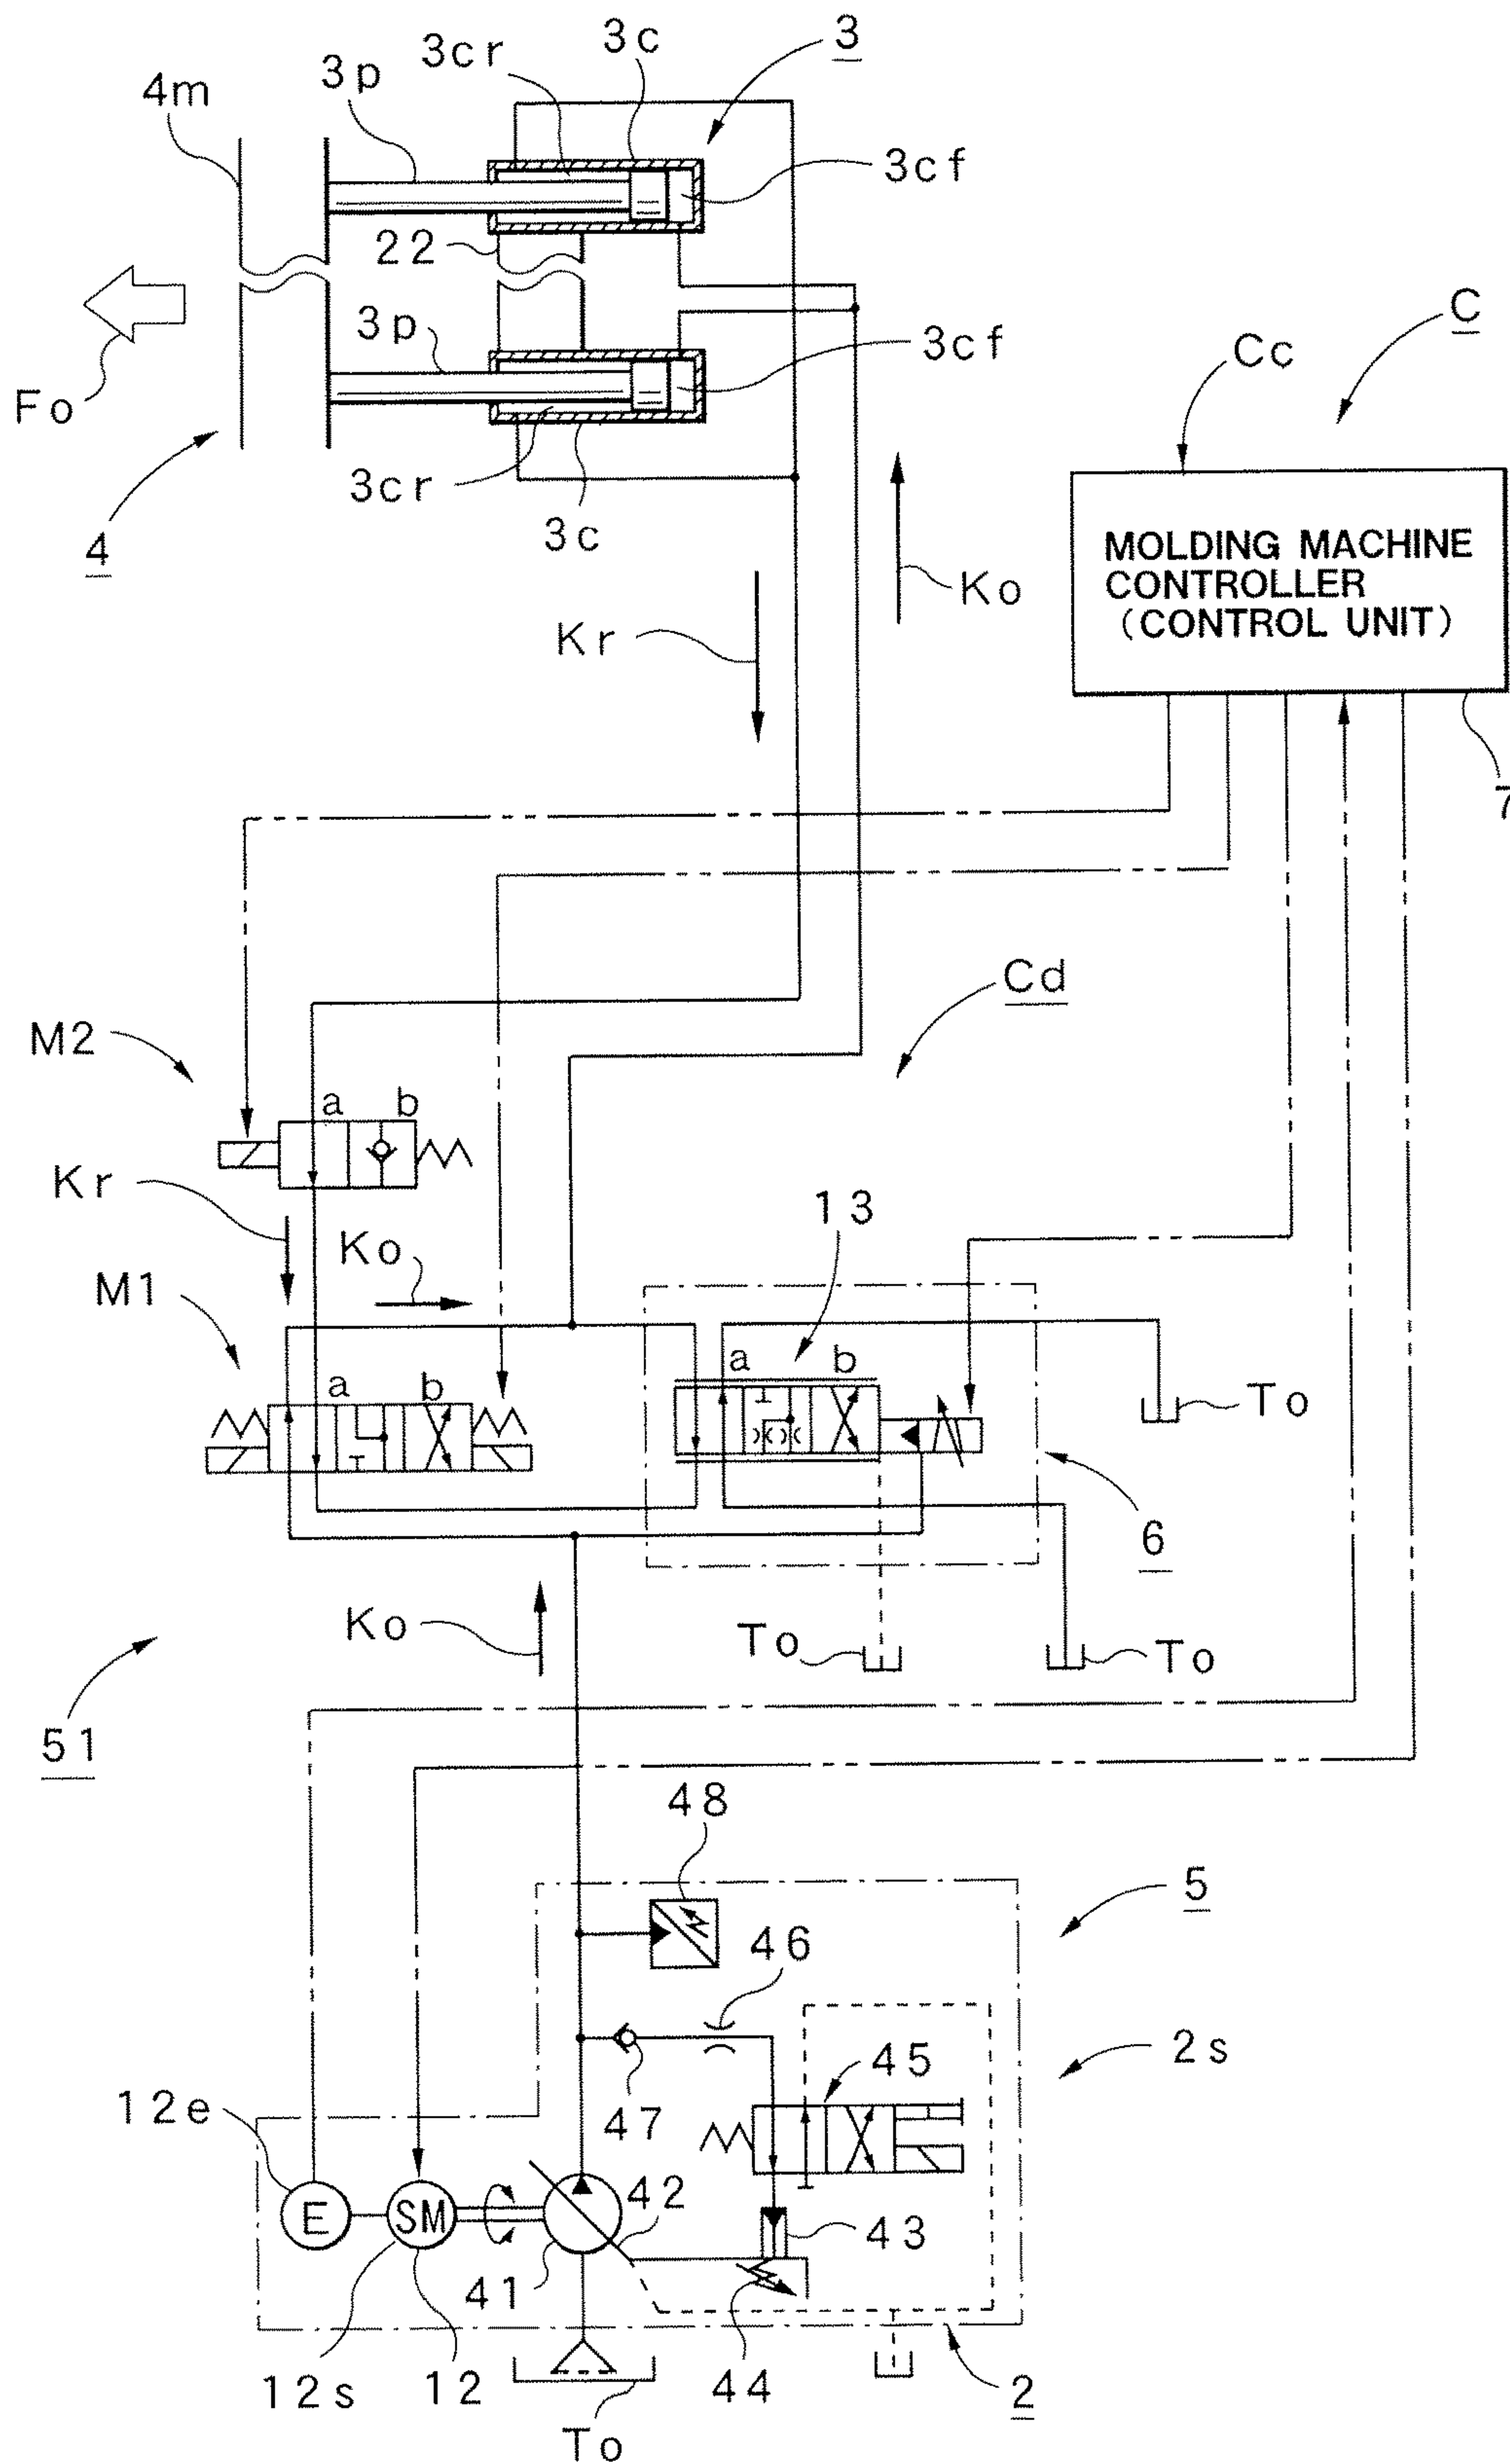 3
3cr
3c
3p
4m
3cf
22
3p
3cf
C
Cc
Fo
3cr
3c
4
MOLDING MACHINE
CONTROLLER
(CONTROL UNIT)
Ko
Kr
7
Cd
M2
a b
Kr
13
Ko
M1
a b
a b
To
6
Ko
To
To
51
48
5
46
45
2s
12e
47
42
E
SM
43
41
44
12s
12
2
To